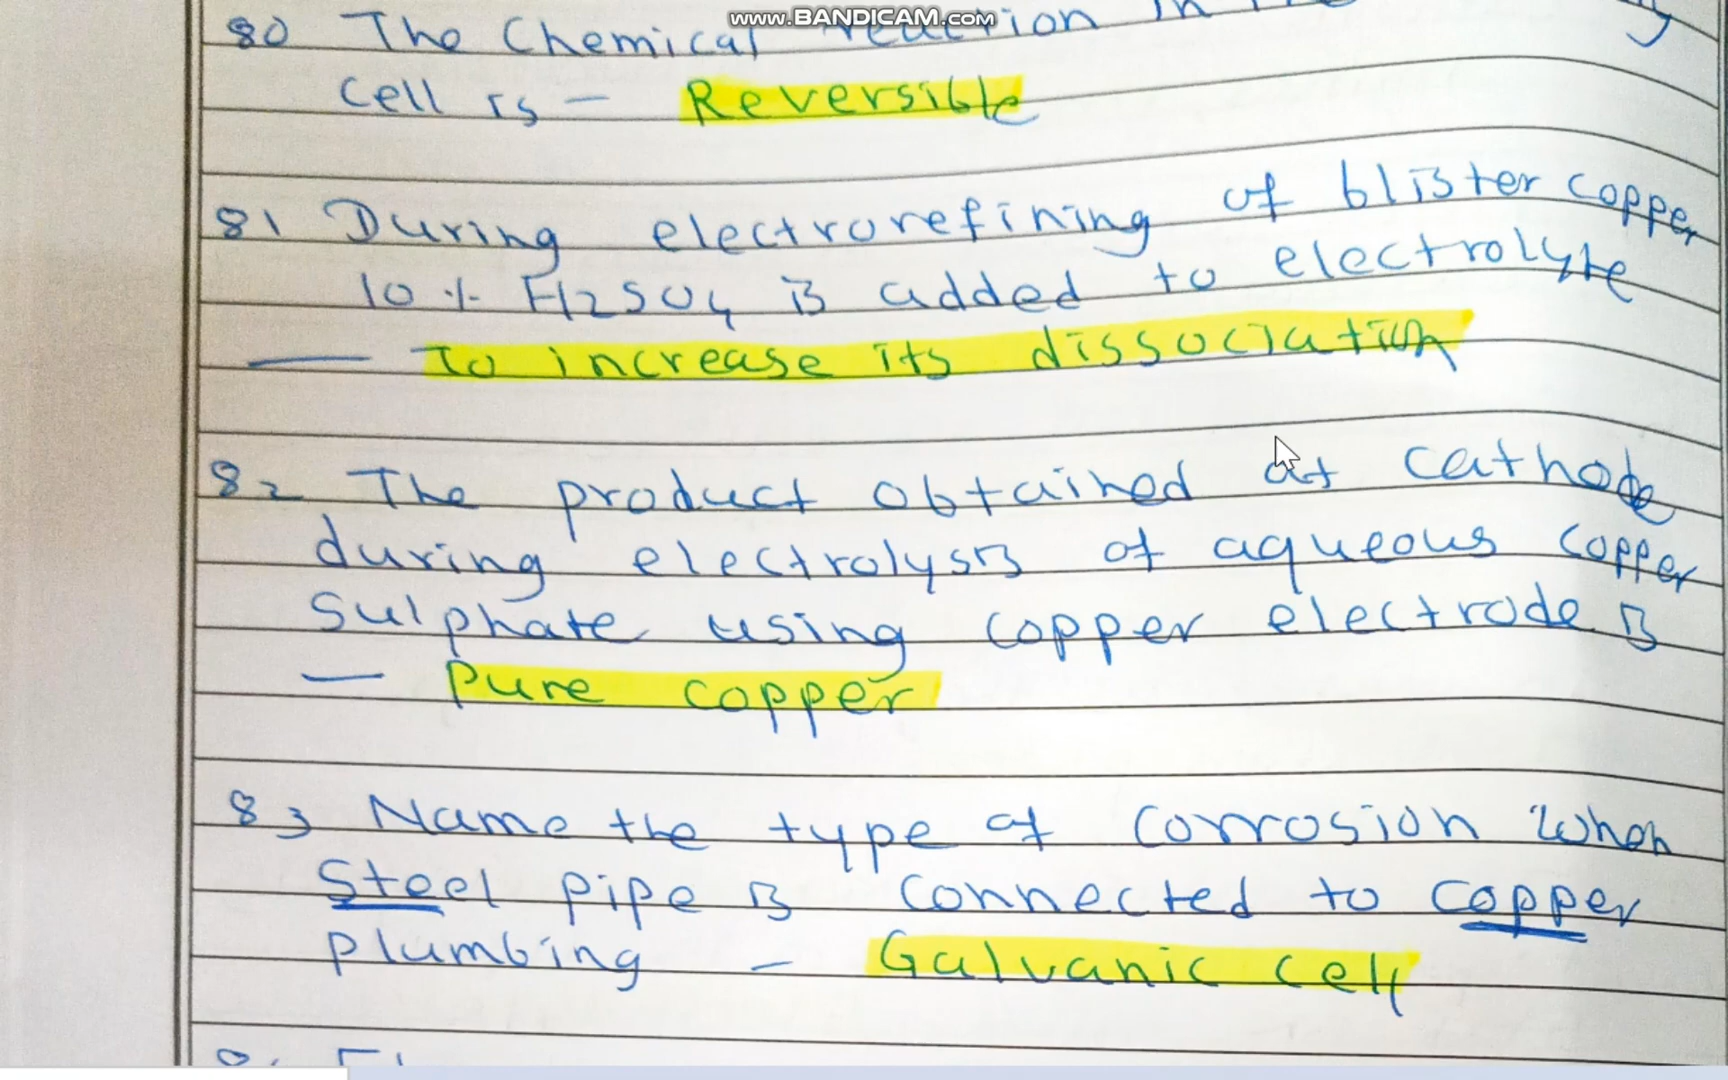 www.BANDICAM.com
80 The Chemical reaction in
Cell is - Reversible
81 During electrorefining of blister copper
10 % H2SO4 is added to electrolyte
— To increase its dissociation
82 The product obtained at cathode
during electrolysis of aqueous copper
Sulphate using copper electrode is
— Pure copper
83 Name the type of Corrosion when
Steel pipe is connected to copper
plumbing - Galvanic cell